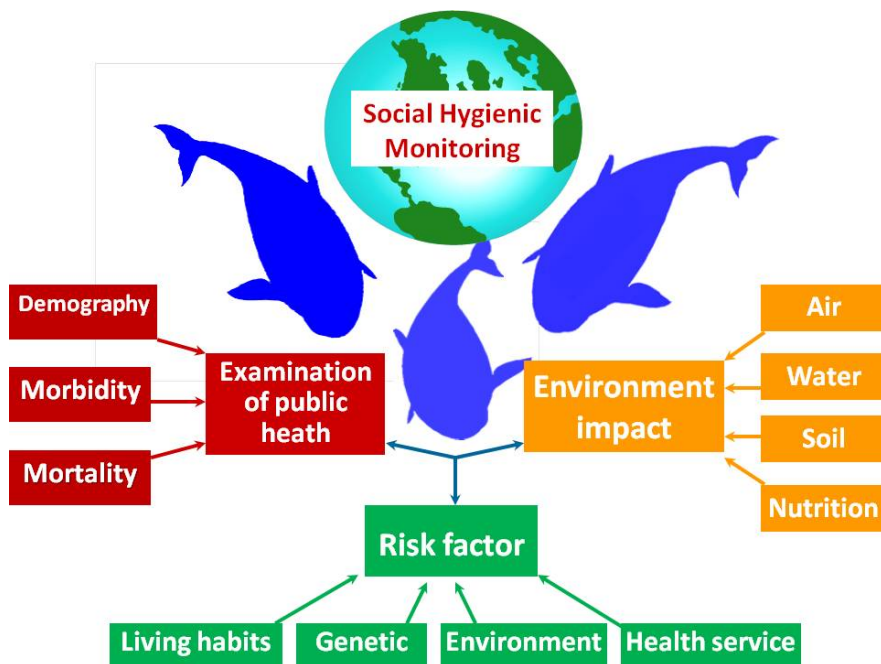 Social Hygienic
Monitoring
Demography
Morbidity
Mortality
Examination
of public
heath
Environment
impact
Air
Water
Soil
Nutrition
Risk factor
Living habits
Genetic
Environment
Health service